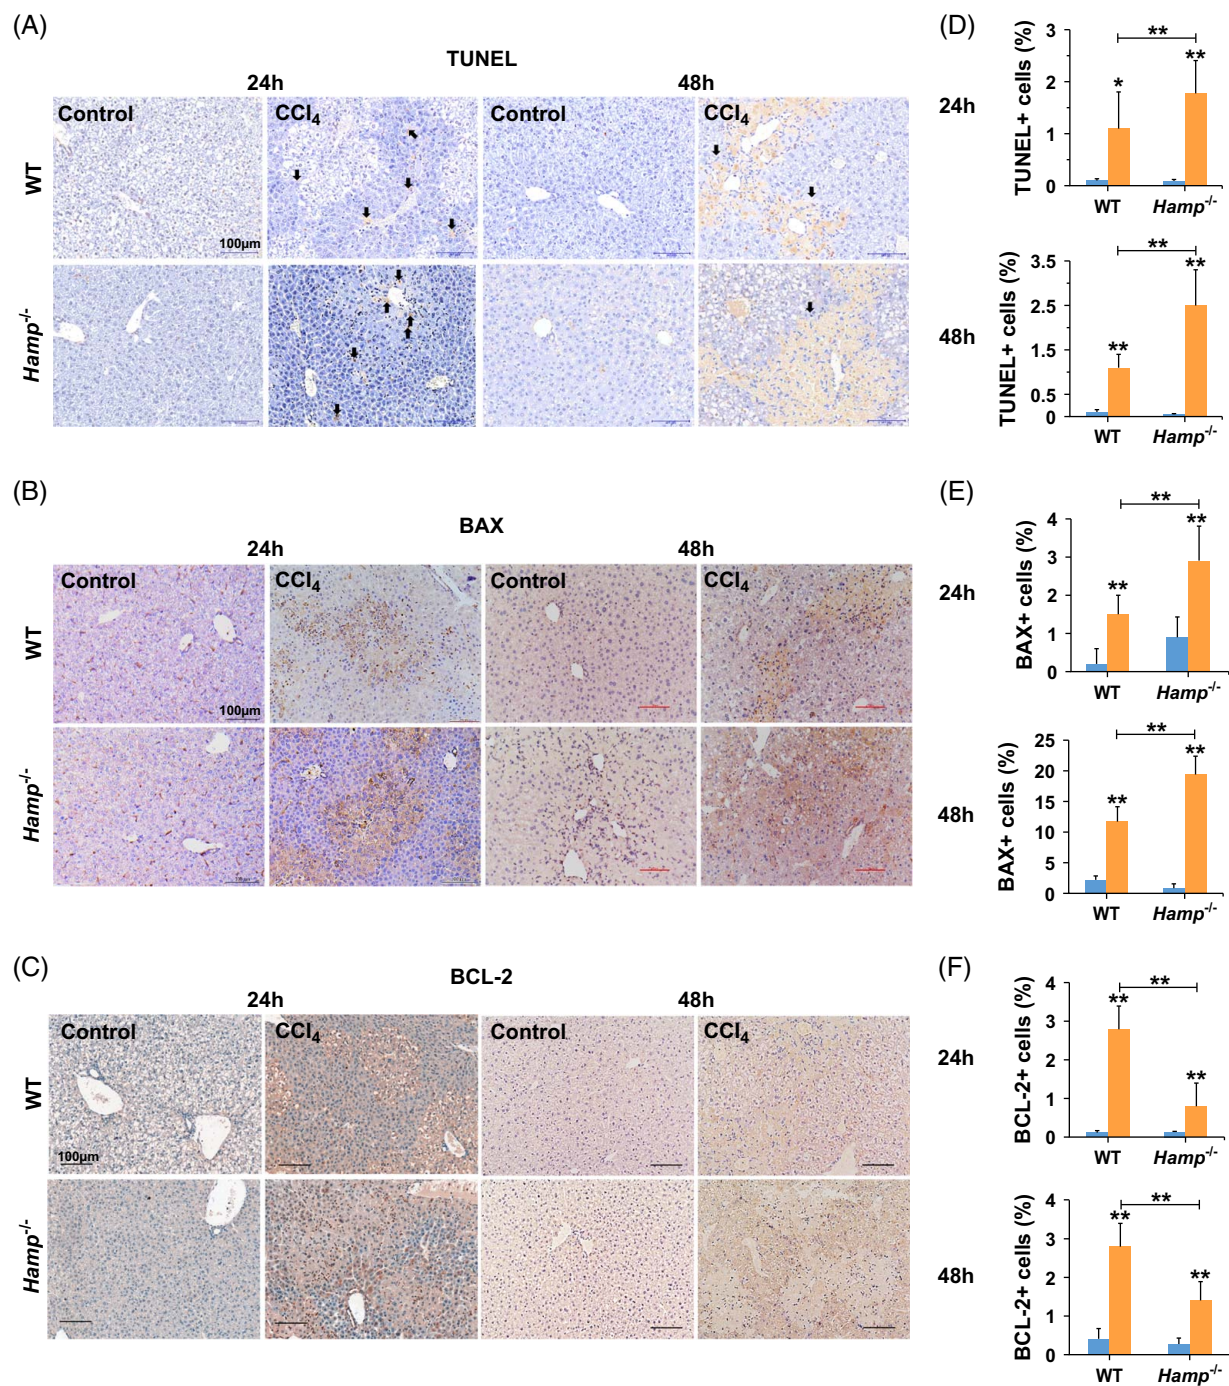 (A)
TUNEL
24h 48h
Control CCl4 Control CCl4
WT
100μm
Hamp-/-
(B)
BAX
24h 48h
Control CCl4 Control CCl4
WT
100μm
Hamp-/-
(C)
BCL-2
24h 48h
Control CCl4 Control CCl4
WT
100μm
Hamp-/-
(D)
24h
TUNEL+ cells (%)
3
2
1
0
**
*
**
WT Hamp-/-
48h
TUNEL+ cells (%)
3.5
2.5
1.5
0.5
0
**
**
**
WT Hamp-/-
(E)
24h
BAX+ cells (%)
4
3
2
1
0
**
**
**
WT Hamp-/-
48h
BAX+ cells (%)
25
20
15
10
5
0
**
**
**
WT Hamp-/-
(F)
24h
BCL-2+ cells (%)
4
3
2
1
0
**
**
**
WT Hamp-/-
48h
BCL-2+ cells (%)
4
3
2
1
0
**
**
**
WT Hamp-/-